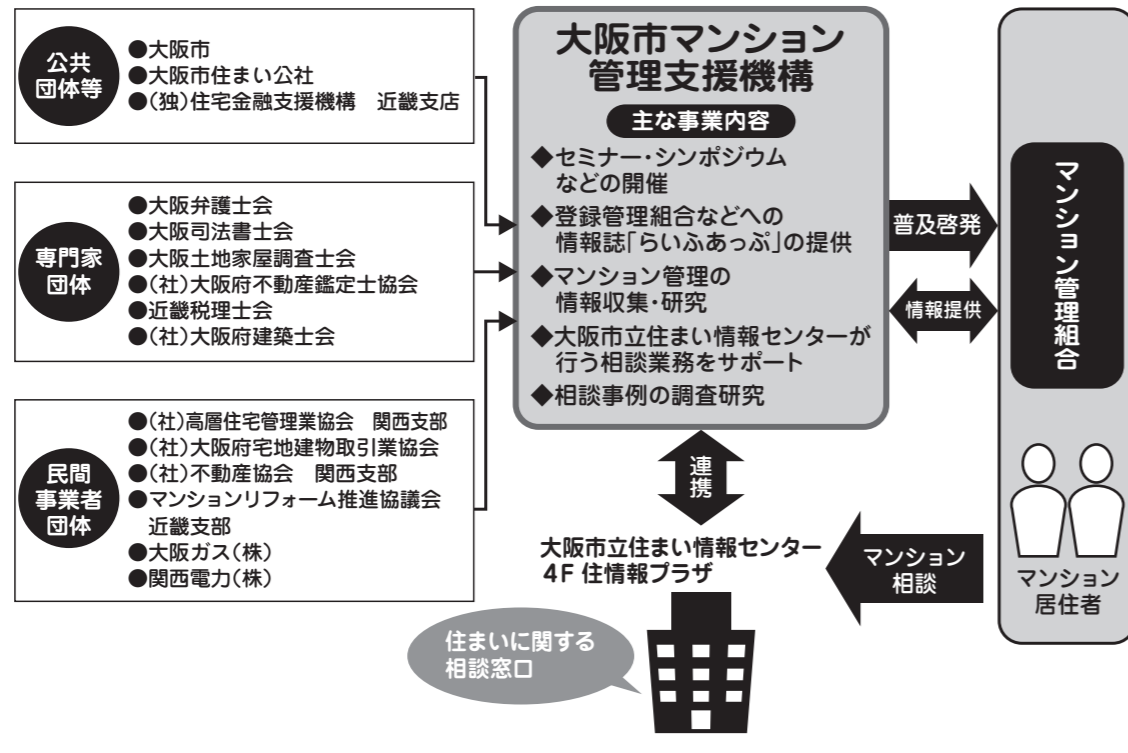 公共
団体等
●大阪市
●大阪市住まい公社
●(独)住宅金融支援機構　近畿支店
専門家
団体
●大阪弁護士会
●大阪司法書士会
●大阪土地家屋調査士会
●(社)大阪府不動産鑑定士協会
●近畿税理士会
●(社)大阪府建築士会
民間
事業者
団体
●(社)高層住宅管理業協会　関西支部
●(社)大阪府宅地建物取引業協会
●(社)不動産協会　関西支部
●マンションリフォーム推進協議会
近畿支部
●大阪ガス(株)
●関西電力(株)
大阪市マンション
管理支援機構
主な事業内容
◆セミナー・シンポジウム
などの開催
◆登録管理組合などへの
情報誌「らいふあっぷ」の提供
◆マンション管理の
情報収集・研究
◆大阪市立住まい情報センターが
行う相談業務をサポート
◆相談事例の調査研究
普及啓発
情報提供
マンション管理組合
マンション
居住者
連携
大阪市立住まい情報センター
4F 住情報プラザ
マンション
相談
住まいに関する
相談窓口